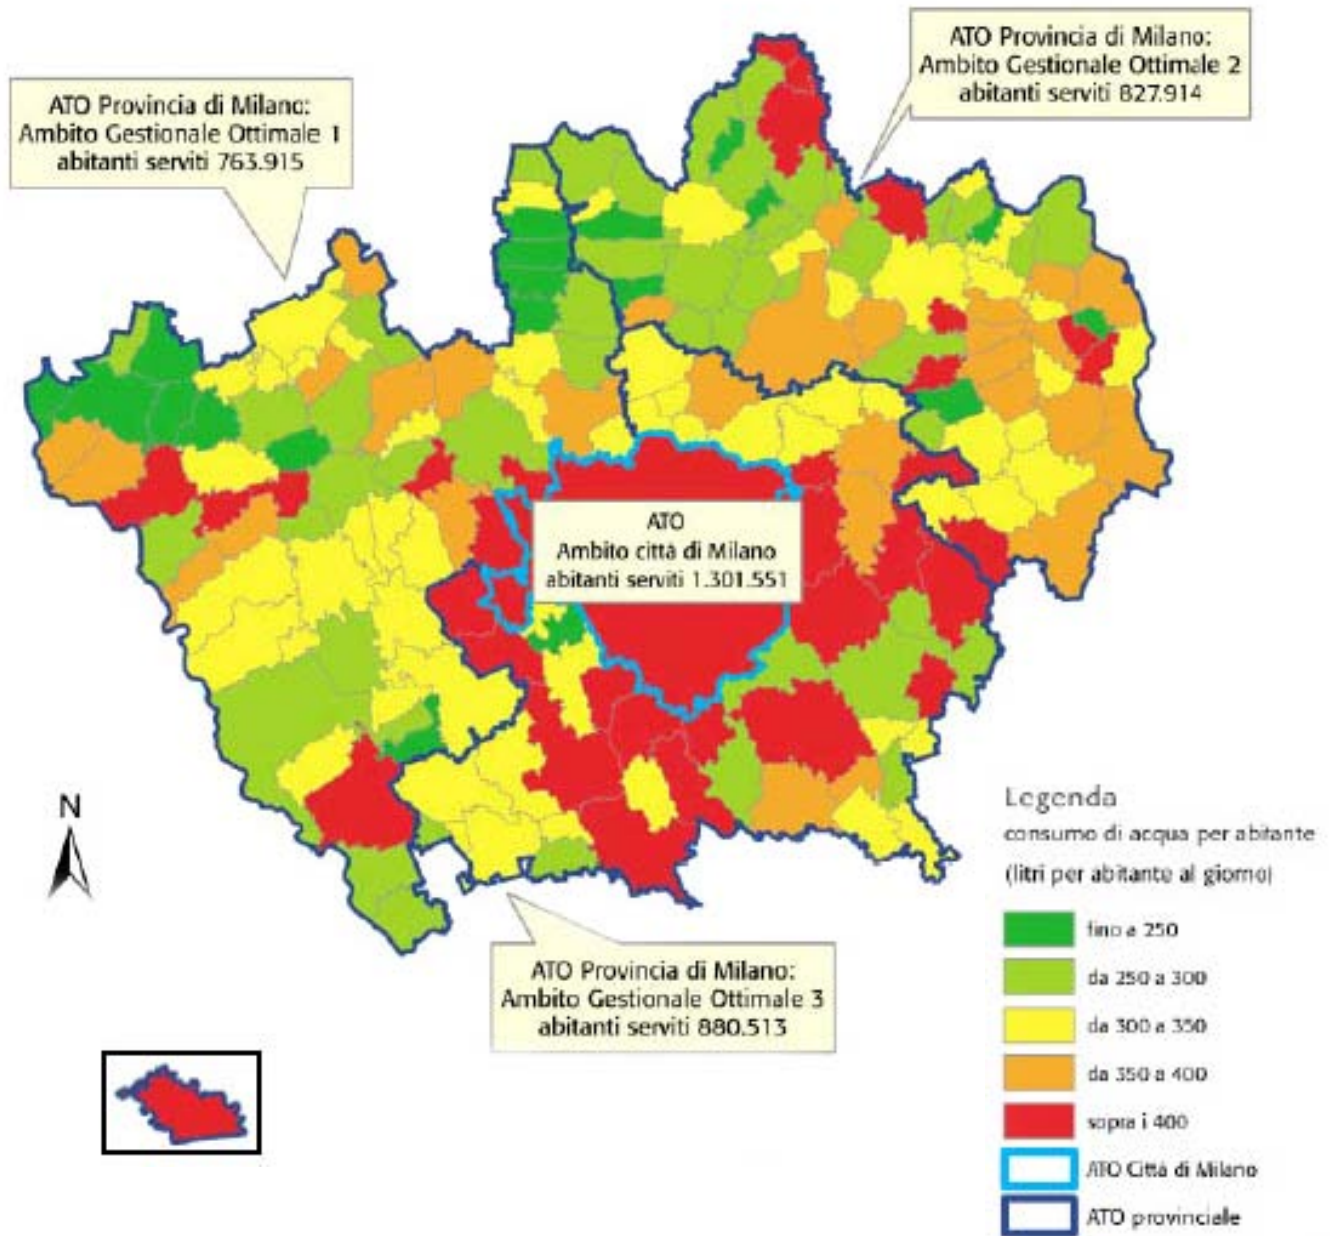 ATO Provincia di Milano:
Ambito Gestionale Ottimale 2
abitanti serviti 827.914
ATO Provincia di Milano:
Ambito Gestionale Ottimale 1
abitanti serviti 763.915
ATO
Ambito città di Milano
abitanti serviti 1.301.551
ATO Provincia di Milano:
Ambito Gestionale Ottimale 3
abitanti serviti 880.513
N
Legenda
consumo di acqua per abitante
(litri per abitante al giorno)
fino a 250
da 250 a 300
da 300 a 350
da 350 a 400
sopra i 400
ATO Città di Milano
ATO provinciale